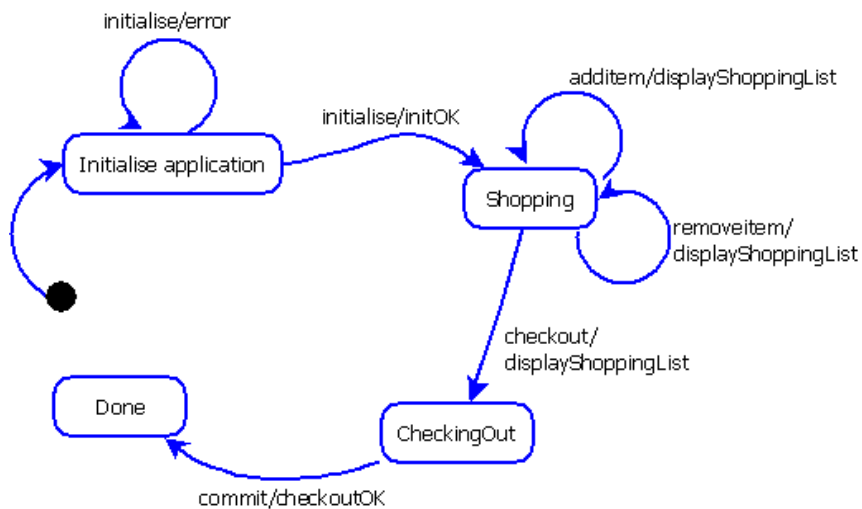 initialise/error
additem/displayShoppingList
initialise/initOK
Initialise application
Shopping
removeitem/
displayShoppingList
checkout/
displayShoppingList
Done
CheckingOut
commit/checkoutOK